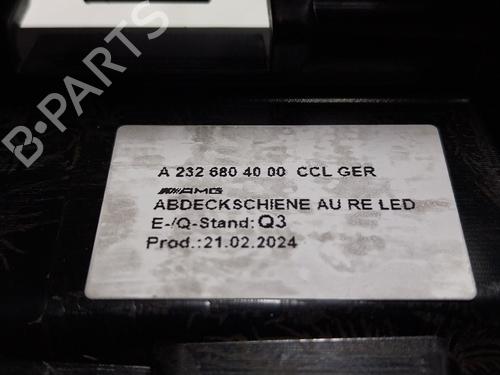 B-PARTS
A 232 680 40 00 CCL GER
AMG
ABDECKSCHIENE AU RE LED
E-/Q-Stand: Q3
Prod.:21.02.2024